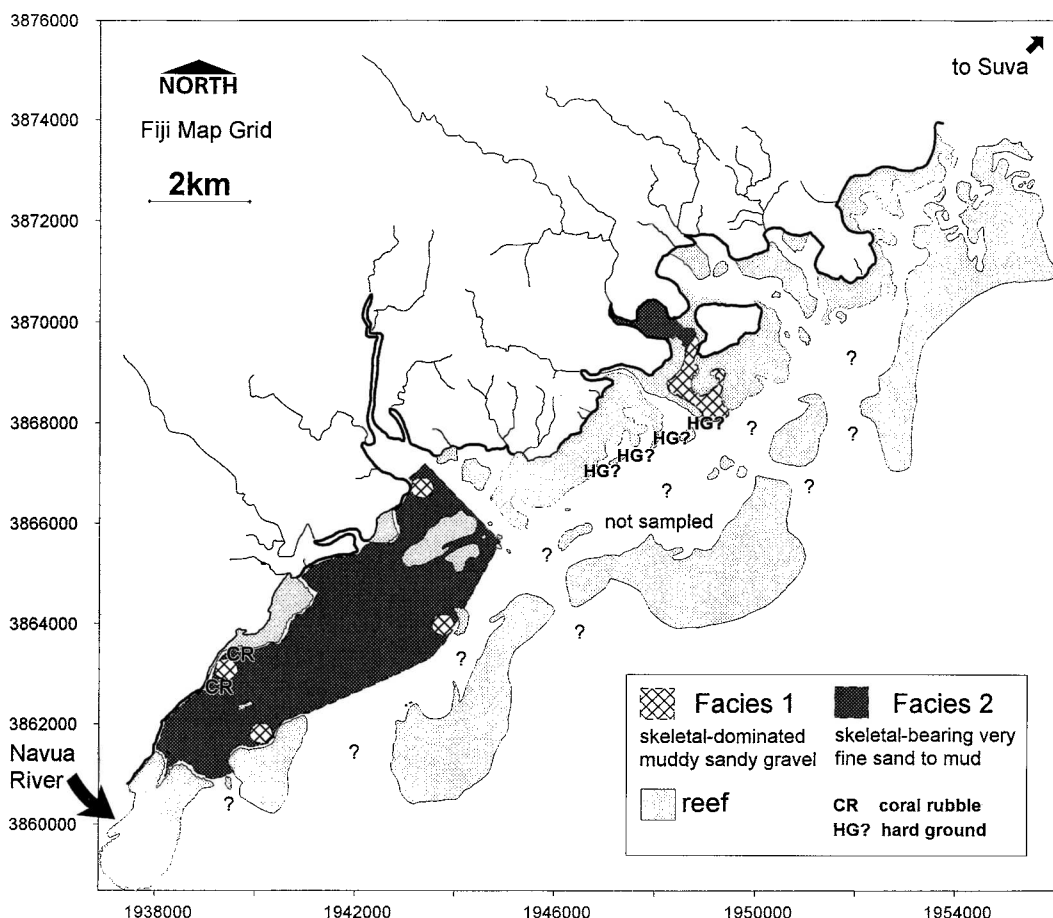 3876000
to Suva
NORTH
Fiji Map Grid
2km
3874000
3872000
3870000
?
3868000
HG?
?
?
HG?
HG?
HG?
?
?
3866000
not sampled
?
3864000
?
CR
?
CR
3862000
Navua
River
?
?
3860000
Facies 1
skeletal-dominated
muddy sandy gravel
Facies 2
skeletal-bearing very
fine sand to mud
reef
CR coral rubble
HG? hard ground
1938000
1942000
1946000
1950000
1954000